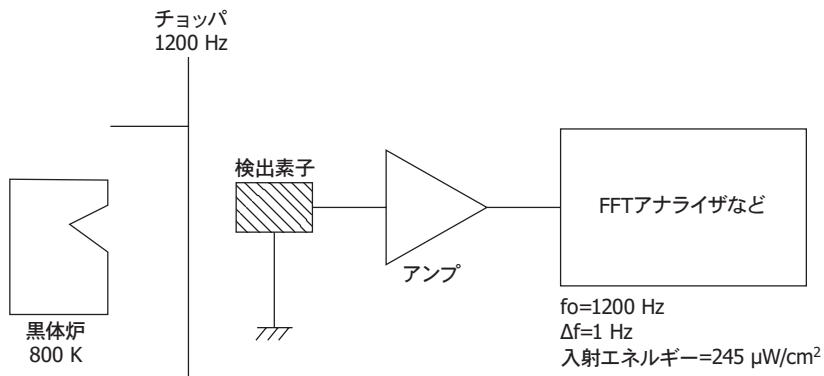 チョッパ
1200 Hz
検出素子
FFTアナライザなど
アンプ
黒体炉
800 K
fo=1200 Hz
Δf=1 Hz
入射エネルギー=245 μW/cm²